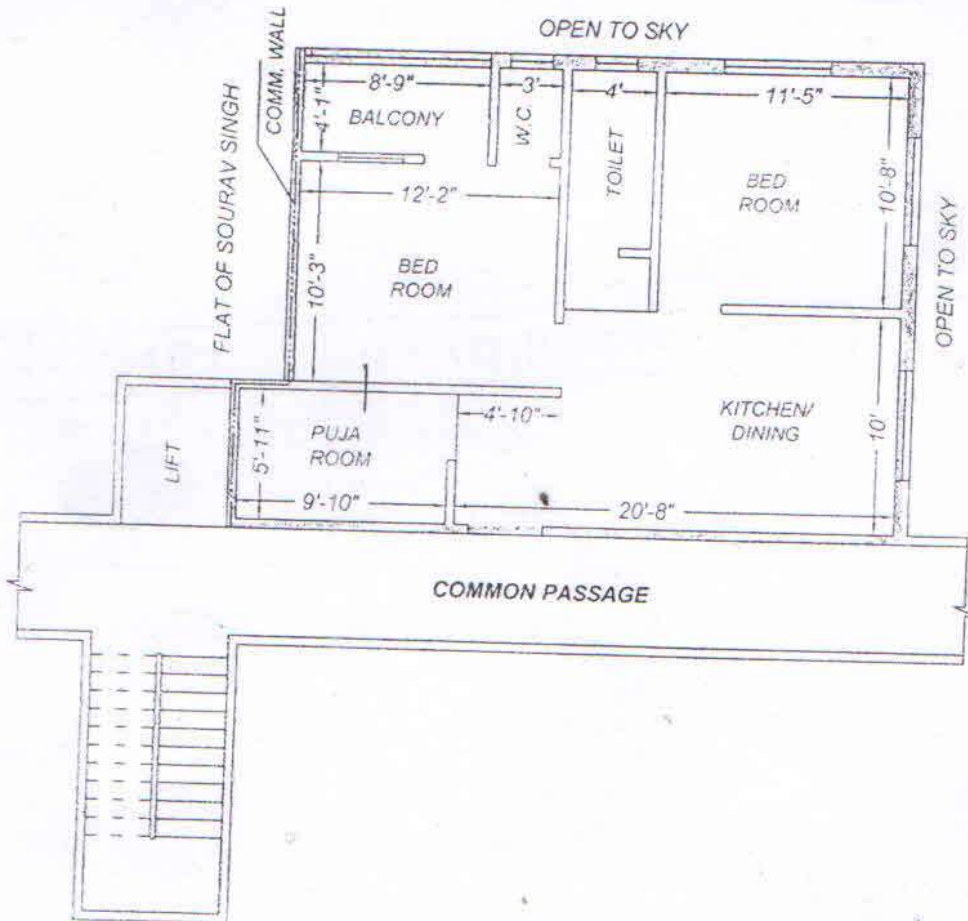 OPEN TO SKY
COMM. WALL
FLAT OF SOURAV SINGH
8'-9"
3'
4'
11'-5"
4'-1"
BALCONY
W.C.
TOILET
BED
ROOM
10'-8"
OPEN TO SKY
12'-2"
BED
ROOM
10'-3"
LIFT
5'-11"
PUJA
ROOM
9'-10"
4'-10"
KITCHEN/
DINING
10'
20'-8"
COMMON PASSAGE